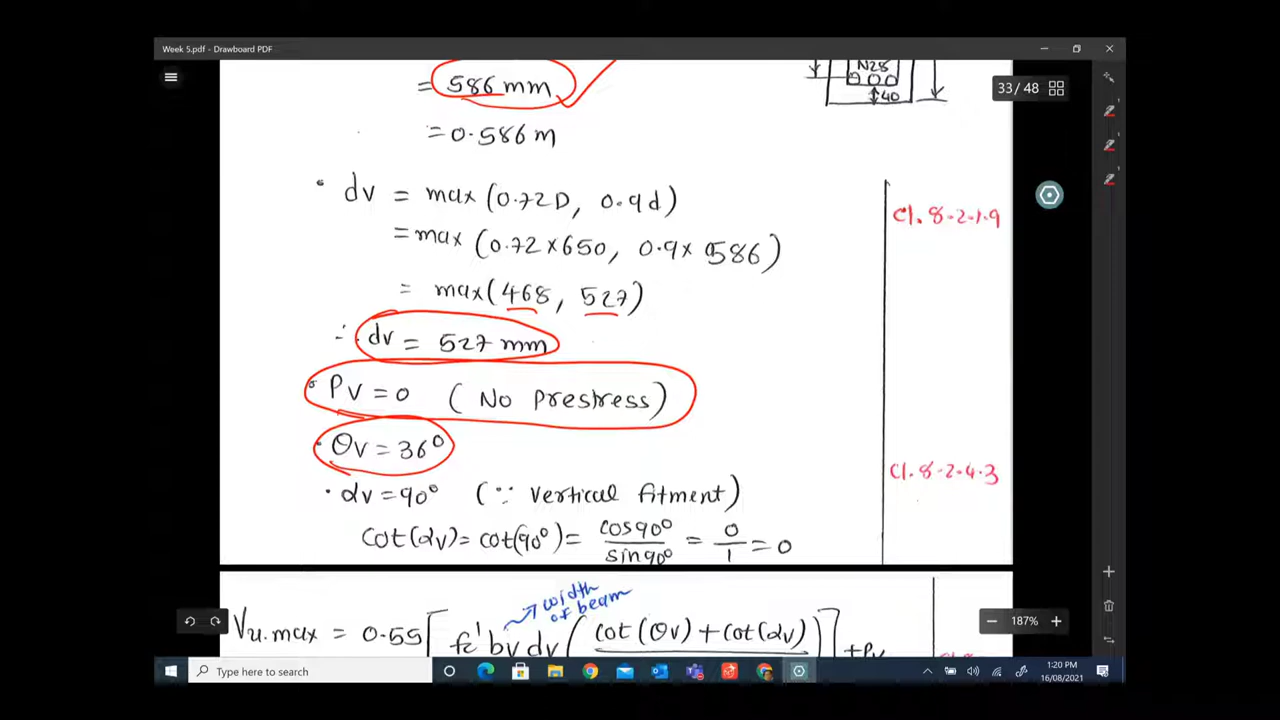 Week 5.pdf - Drawboard PDF
N28
40
33/48
= 586 mm
= 0.586 m
• dv = max (0.72D, 0.9d)
Cl. 8.2.1.9
= max (0.72×650, 0.9× 586)
= max(468, 527)
∴ dv = 527 mm
• Pv = 0 (No prestress)
• θv = 36°
Cl. 8.2.4.3
• αv = 90° (∵ vertical fitment)
cot(αv) = cot(90°) = cos90° / sin90° = 0/1 = 0
width of beam
Vu.max = 0.55 [ fc' bv dv ( cot(θv) + cot(αv) ) ] + Pv
187%
Type here to search
1:20 PM
16/08/2021